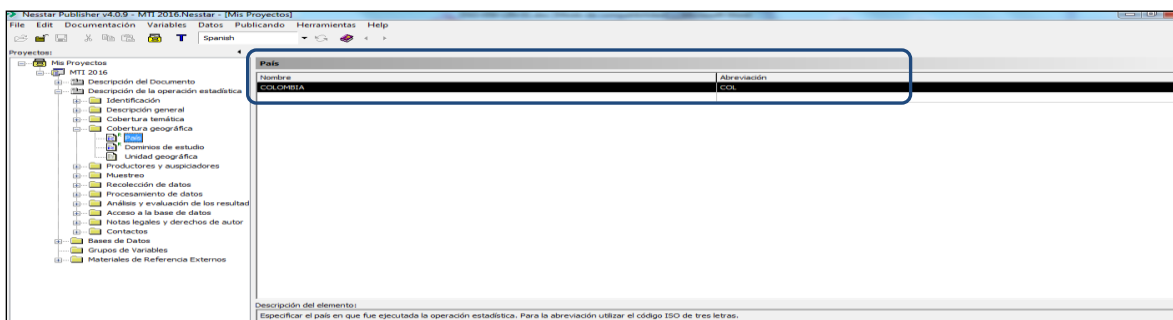 Nesstar Publisher v4.0.9 - MTI 2016.Nesstar - [Mis Proyectos]
File Edit Documentación Variables Datos Publicando Herramientas Help
Spanish
Proyectos:
Mis Proyectos
MTI 2016
Descripción del Documento
Descripción de la operación estadística
Identificación
Descripción general
Cobertura temática
Cobertura geográfica
País
Dominios de estudio
Unidad geográfica
Productores y auspiciadores
Muestreo
Recolección de datos
Procesamiento de datos
Análisis y evaluación de los resultad
Acceso a la base de datos
Notas legales y derechos de autor
Contactos
Bases de Datos
Grupos de Variables
Materiales de Referencia Externos
País
Nombre Abreviación
COLOMBIA COL
Descripción del elemento:
Especificar el país en que fue ejecutada la operación estadística. Para la abreviación utilizar el código ISO de tres letras.